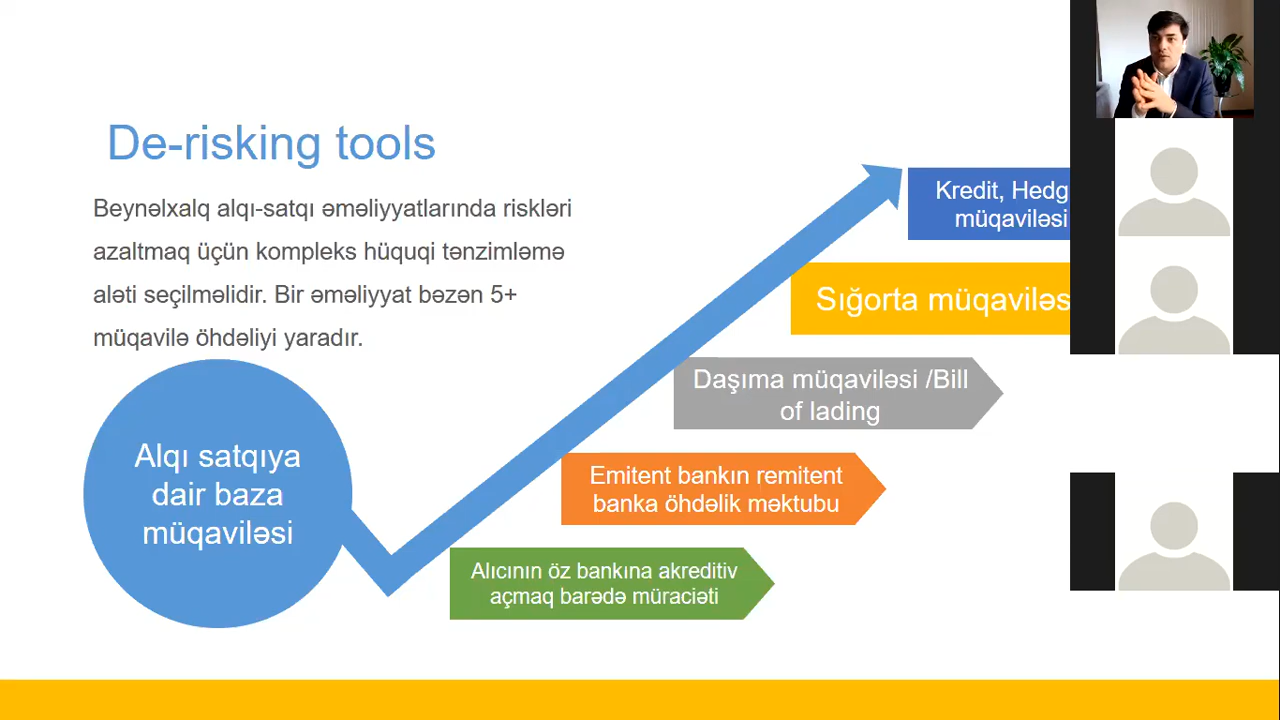 De-risking tools
Beynəlxalq alqı-satqı əməliyyatlarında riskləri
azaltmaq üçün kompleks hüquqi tənzimləmə
aləti seçilməlidir. Bir əməliyyat bəzən 5+
müqavilə öhdəliyi yaradır.
Alqı satqıya
dair baza
müqaviləsi
Kredit, Hedg
müqaviləsi
Sığorta müqaviləs
Daşıma müqaviləsi /Bill
of lading
Emitent bankın remitent
banka öhdəlik məktubu
Alıcının öz bankına akreditiv
açmaq barədə müraciəti